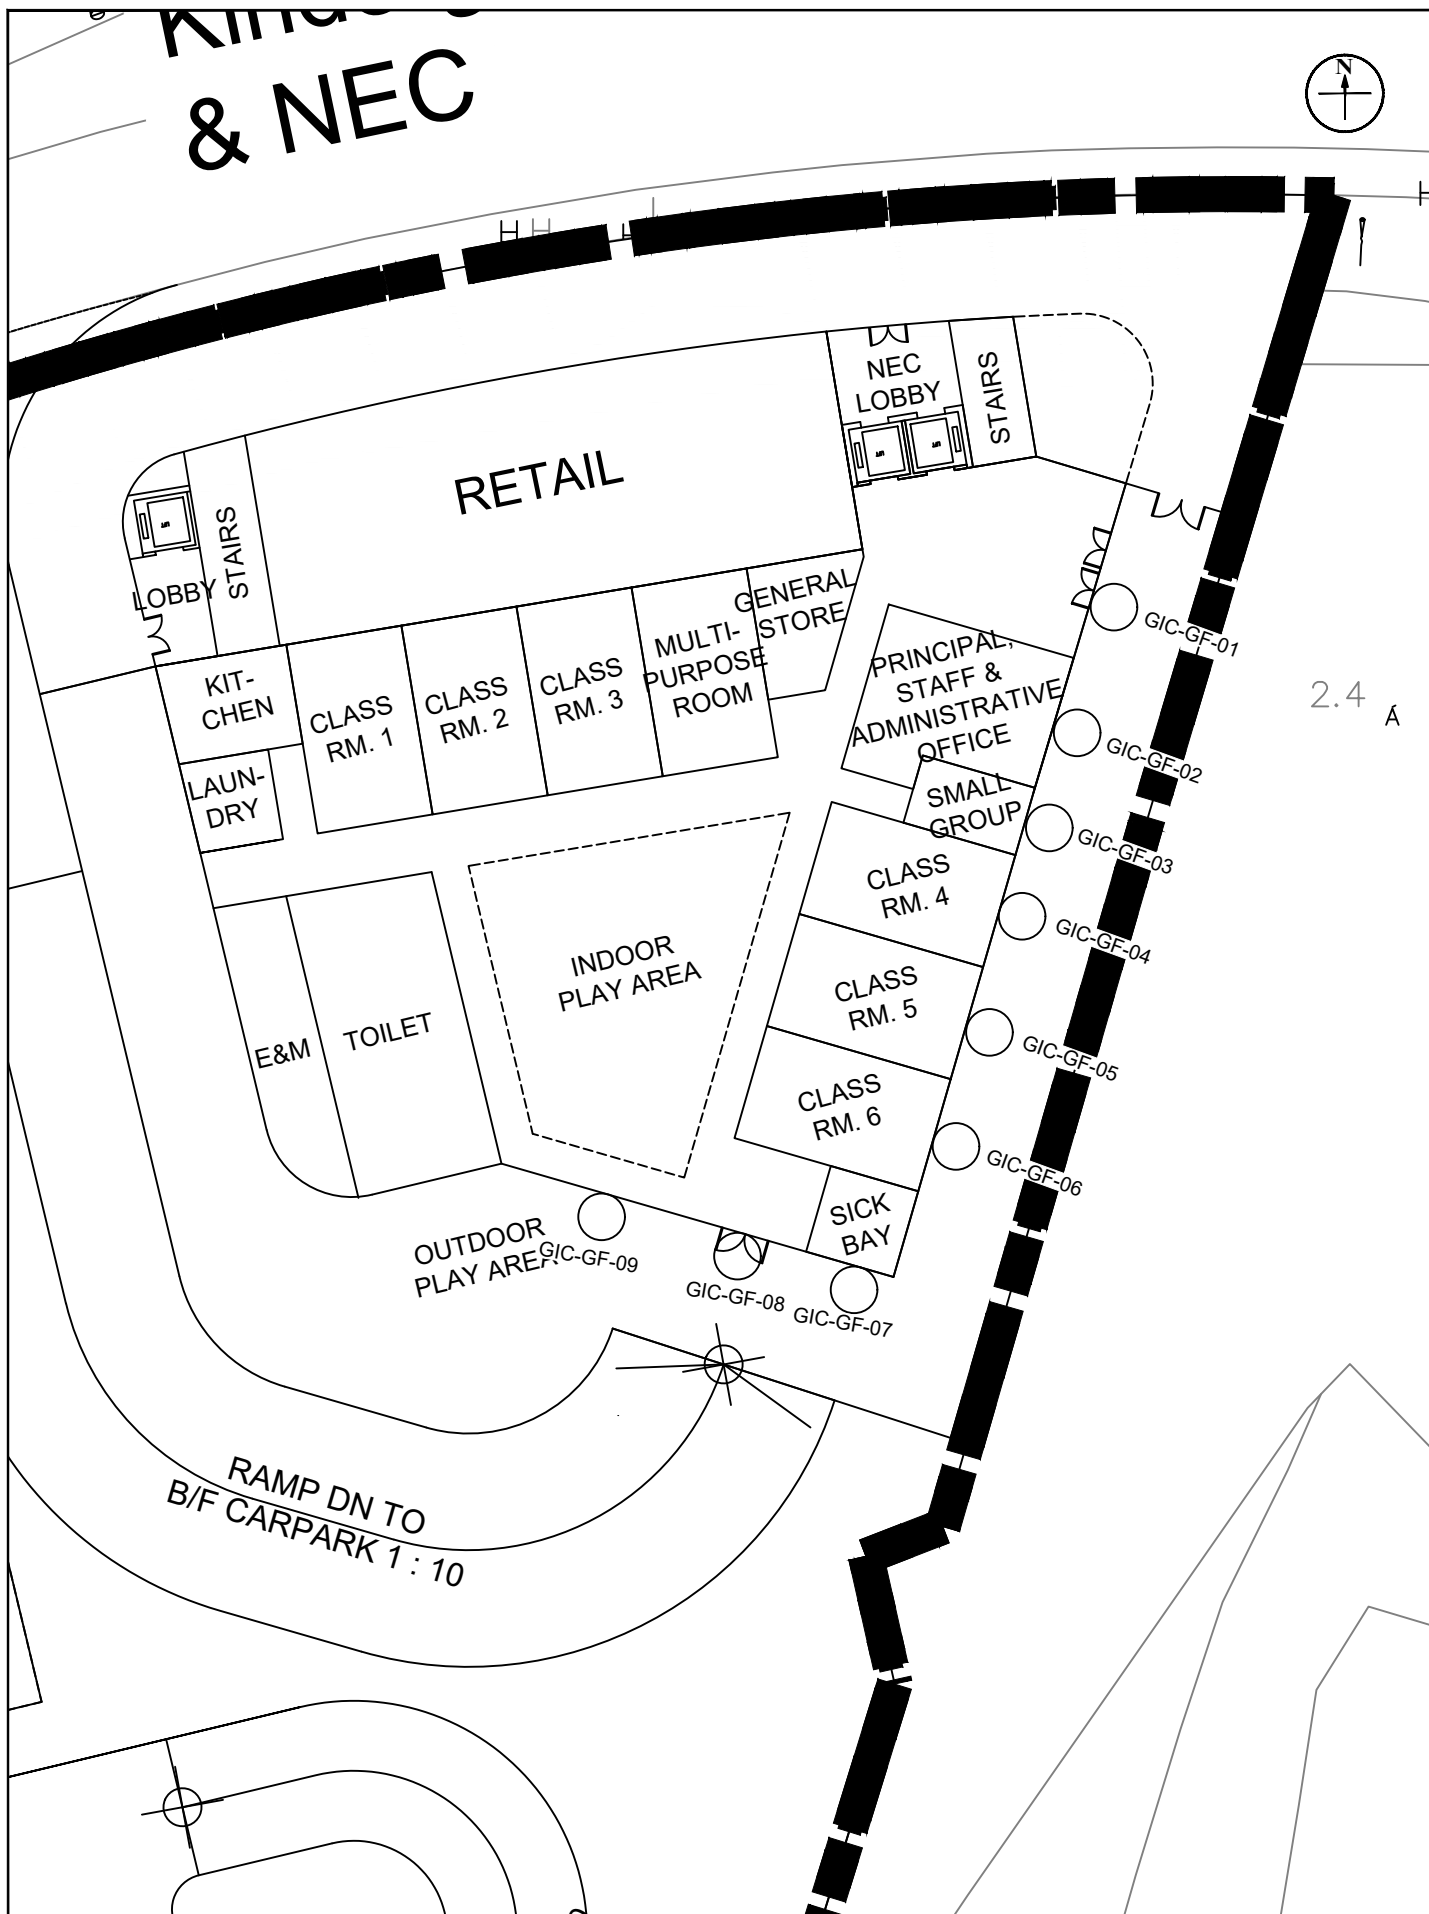 & NEC
N
NEC
LOBBY
STAIRS
RETAIL
LIFT
LIFT
LIFT
STAIRS
LOBBY
GENERAL
STORE
MULTI-
PURPOSE
ROOM
CLASS
RM. 3
CLASS
RM. 2
CLASS
RM. 1
KIT-
CHEN
LAUN-
DRY
PRINCIPAL,
STAFF &
ADMINISTRATIVE
OFFICE
SMALL
GROUP
GIC-GF-01
GIC-GF-02
GIC-GF-03
GIC-GF-04
GIC-GF-05
GIC-GF-06
2.4
Á
CLASS
RM. 4
CLASS
RM. 5
CLASS
RM. 6
INDOOR
PLAY AREA
E&M
TOILET
SICK
BAY
OUTDOOR
PLAY AREA
GIC-GF-09
GIC-GF-08
GIC-GF-07
RAMP DN TO
B/F CARPARK 1 : 10